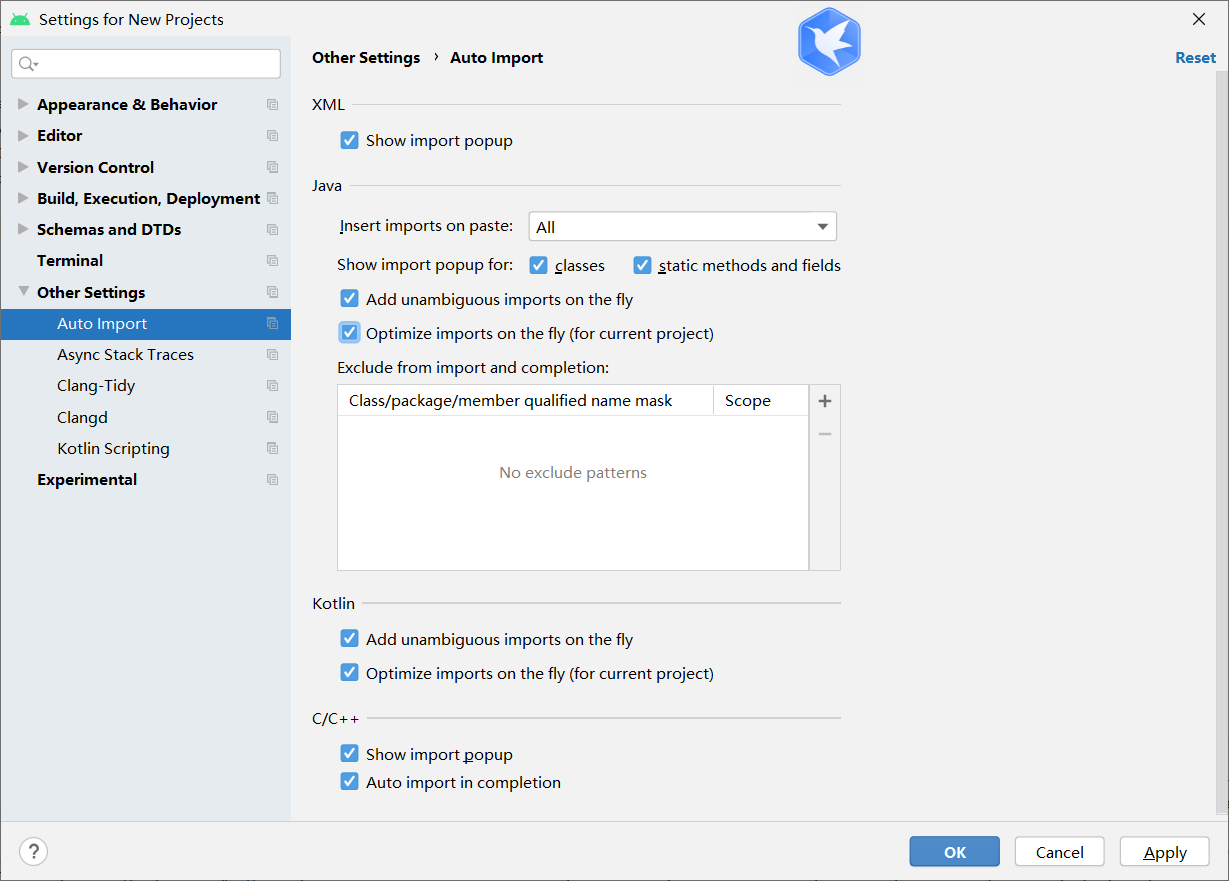 Settings for New Projects
Other Settings › Auto Import
Reset
Appearance & Behavior
Editor
Version Control
Build, Execution, Deployment
Schemas and DTDs
Terminal
Other Settings
Auto Import
Async Stack Traces
Clang-Tidy
Clangd
Kotlin Scripting
Experimental
XML
Show import popup
Java
Insert imports on paste: All
Show import popup for: classes static methods and fields
Add unambiguous imports on the fly
Optimize imports on the fly (for current project)
Exclude from import and completion:
Class/package/member qualified name mask Scope
No exclude patterns
Kotlin
Add unambiguous imports on the fly
Optimize imports on the fly (for current project)
C/C++
Show import popup
Auto import in completion
? OK Cancel Apply